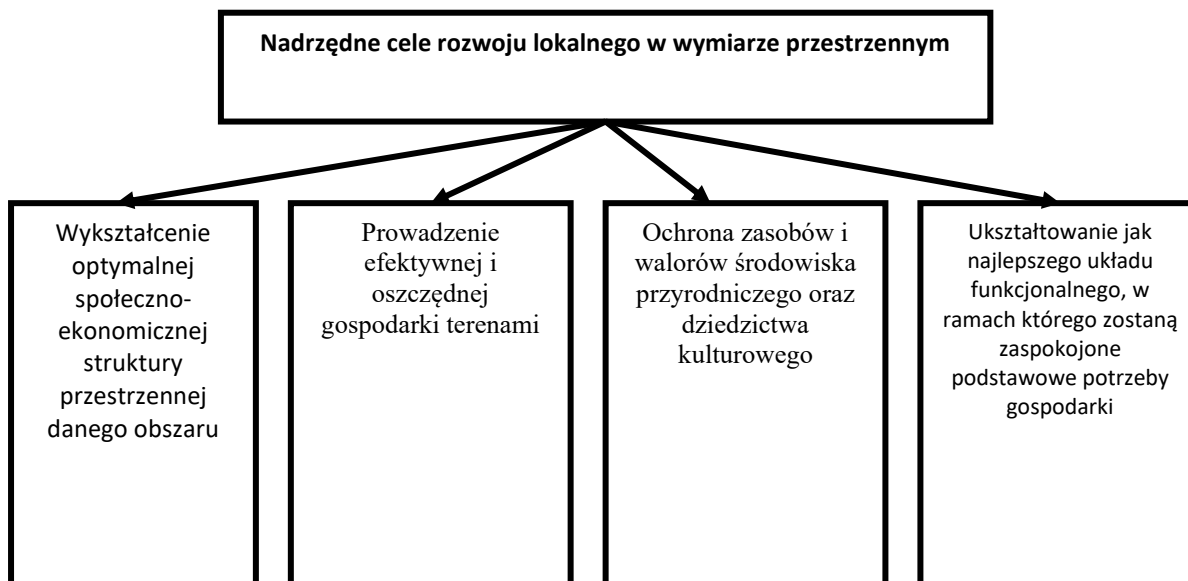 Nadrzędne cele rozwoju lokalnego w wymiarze przestrzennym
Wykształcenie
optymalnej
społeczno-
ekonomicznej
struktury
przestrzennej
danego obszaru
Prowadzenie
efektywnej i
oszczędnej
gospodarki terenami
Ochrona zasobów i
walorów środowiska
przyrodniczego oraz
dziedzictwa
kulturowego
Ukształtowanie jak
najlepszego układu
funkcjonalnego, w
ramach którego zostaną
zaspokojone
podstawowe potrzeby
gospodarki